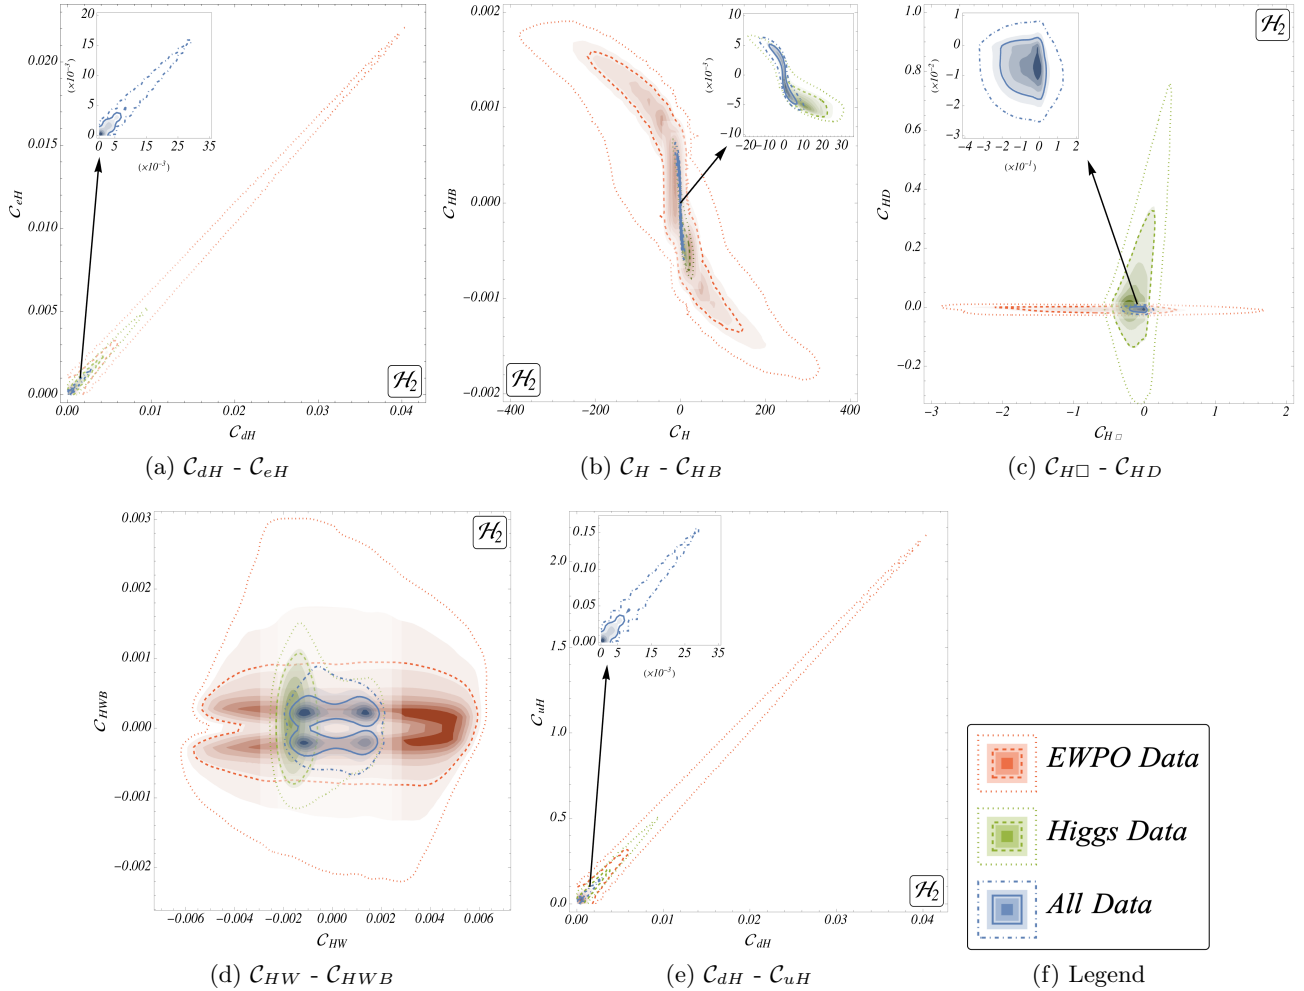 0.020
0.015
0.010
0.005
0.000
0.00 0.01 0.02 0.03 0.04
C_eH
C_dH
20
15
10
5
0
(×10⁻³)
0 5 15 25 35
(×10⁻³)
H₂
(a) C_dH - C_eH
0.002
0.001
0.000
−0.001
−0.002
−400 −200 0 200 400
C_HB
C_H
10
5
0
−5
−10
(×10⁻³)
−20 −10 0 10 20 30
H₂
(b) C_H - C_HB
1.0
0.8
0.6
0.4
0.2
0.0
−0.2
−3 −2 −1 0 1 2
C_HD
C_H□
1
0
−1
−2
−3
(×10⁻²)
−4 −3 −2 −1 0 1 2
(×10⁻¹)
H₂
(c) C_H□ - C_HD
0.003
0.002
0.001
0.000
−0.001
−0.002
−0.006 −0.004 −0.002 0.000 0.002 0.004 0.006
C_HWB
C_HW
H₂
(d) C_HW - C_HWB
2.0
1.5
1.0
0.5
0.0
0.00 0.01 0.02 0.03 0.04
C_uH
C_dH
0.15
0.10
0.05
0.00
0 5 15 25 35
(×10⁻³)
H₂
(e) C_dH - C_uH
EWPO Data
Higgs Data
All Data
(f) Legend